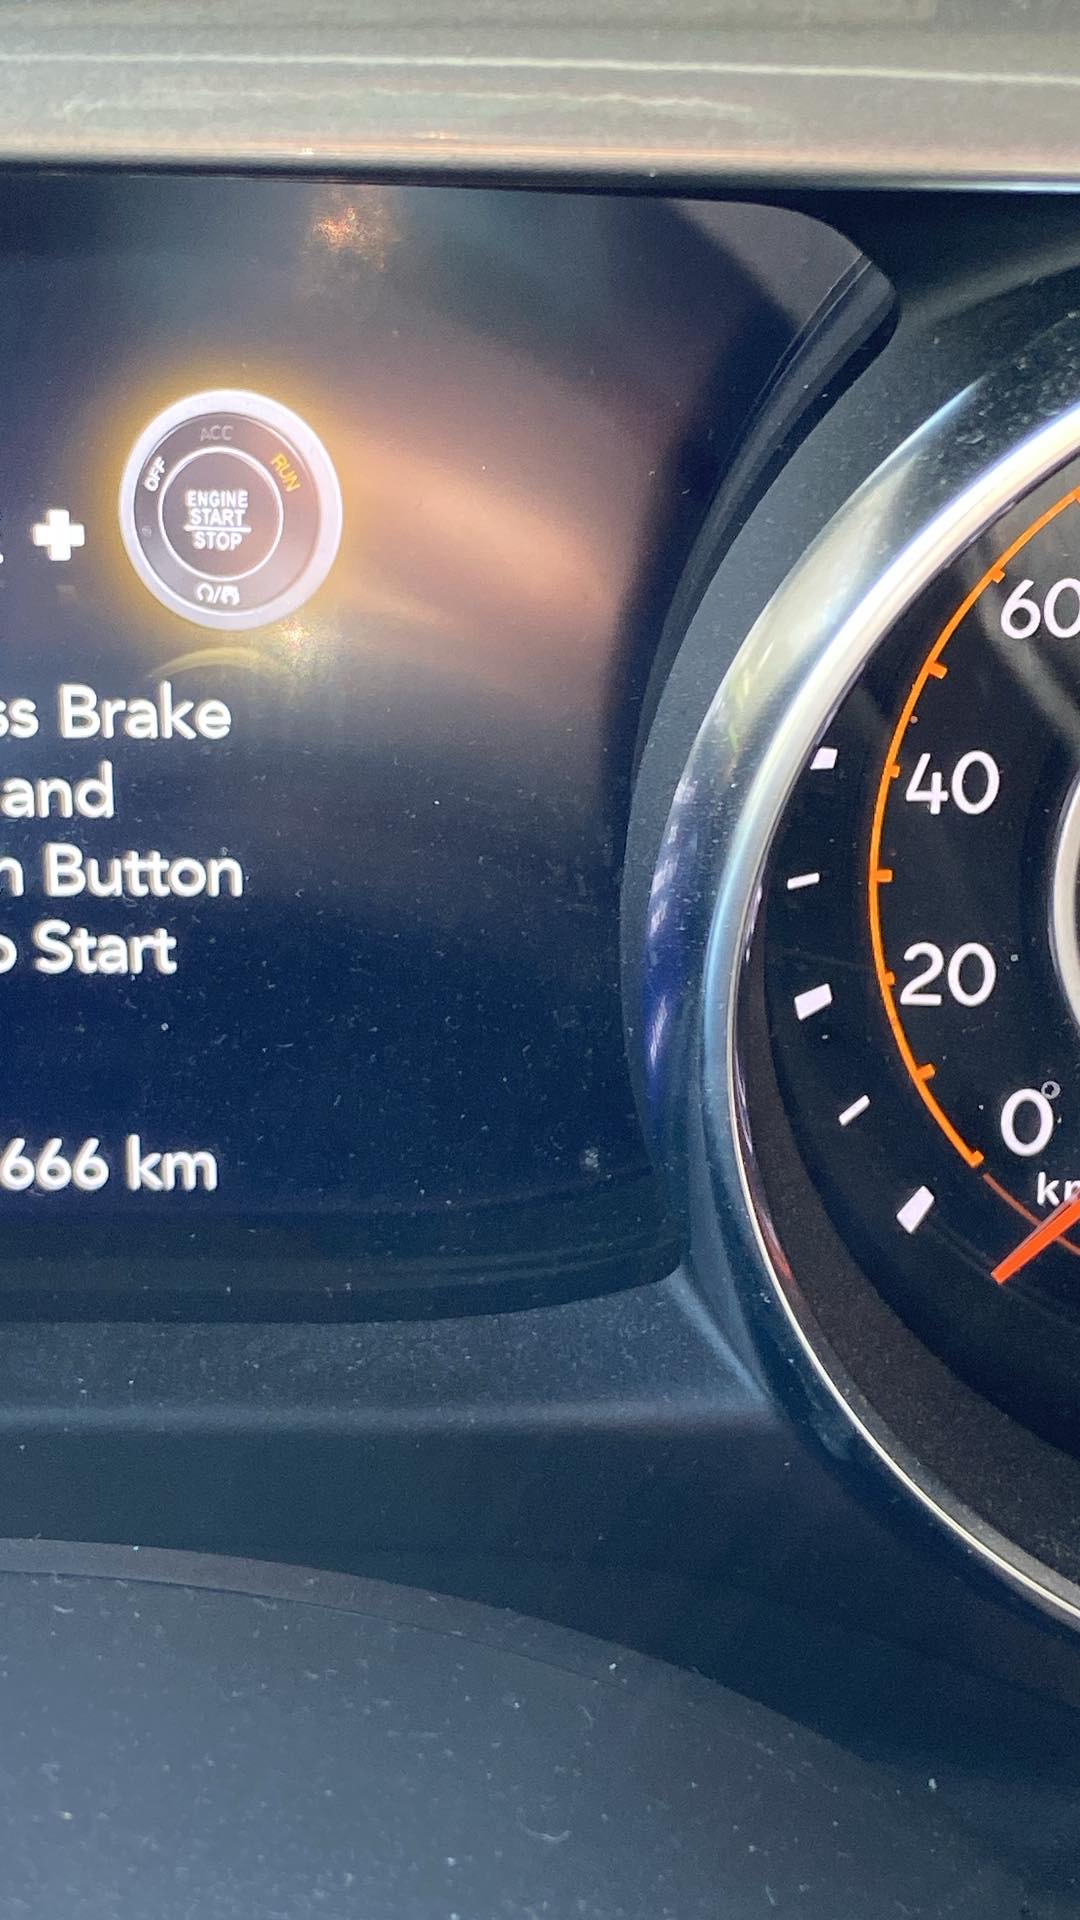 ACC
OFF
RUN
ENGINE
START
STOP
ss Brake
and
n Button
o Start
666 km
60
40
20
0